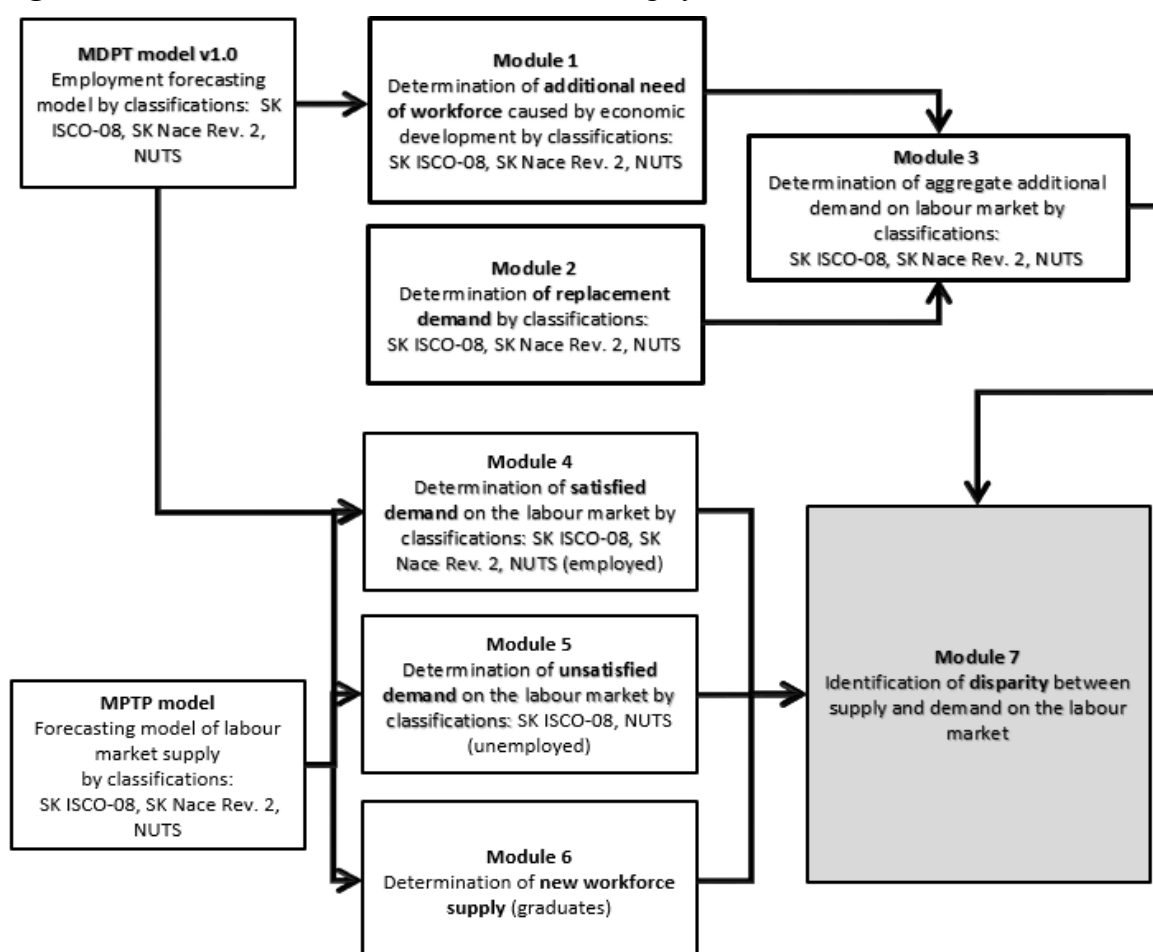 MDPT model v1.0
Employment forecasting
model by classifications: SK
ISCO-08, SK Nace Rev. 2,
NUTS
Module 1
Determination of additional need
of workforce caused by economic
development by classifications:
SK ISCO-08, SK Nace Rev. 2, NUTS
Module 2
Determination of replacement
demand by classifications:
SK ISCO-08, SK Nace Rev. 2, NUTS
Module 3
Determination of aggregate additional
demand on labour market by
classifications:
SK ISCO-08, SK Nace Rev. 2, NUTS
Module 4
Determination of satisfied
demand on the labour market by
classifications: SK ISCO-08, SK
Nace Rev. 2, NUTS (employed)
Module 5
Determination of unsatisfied
demand on the labour market by
classifications: SK ISCO-08, NUTS
(unemployed)
MPTP model
Forecasting model of labour
market supply
by classifications:
SK ISCO-08, SK Nace Rev. 2,
NUTS
Module 6
Determination of new workforce
supply (graduates)
Module 7
Identification of disparity between
supply and demand on the labour
market